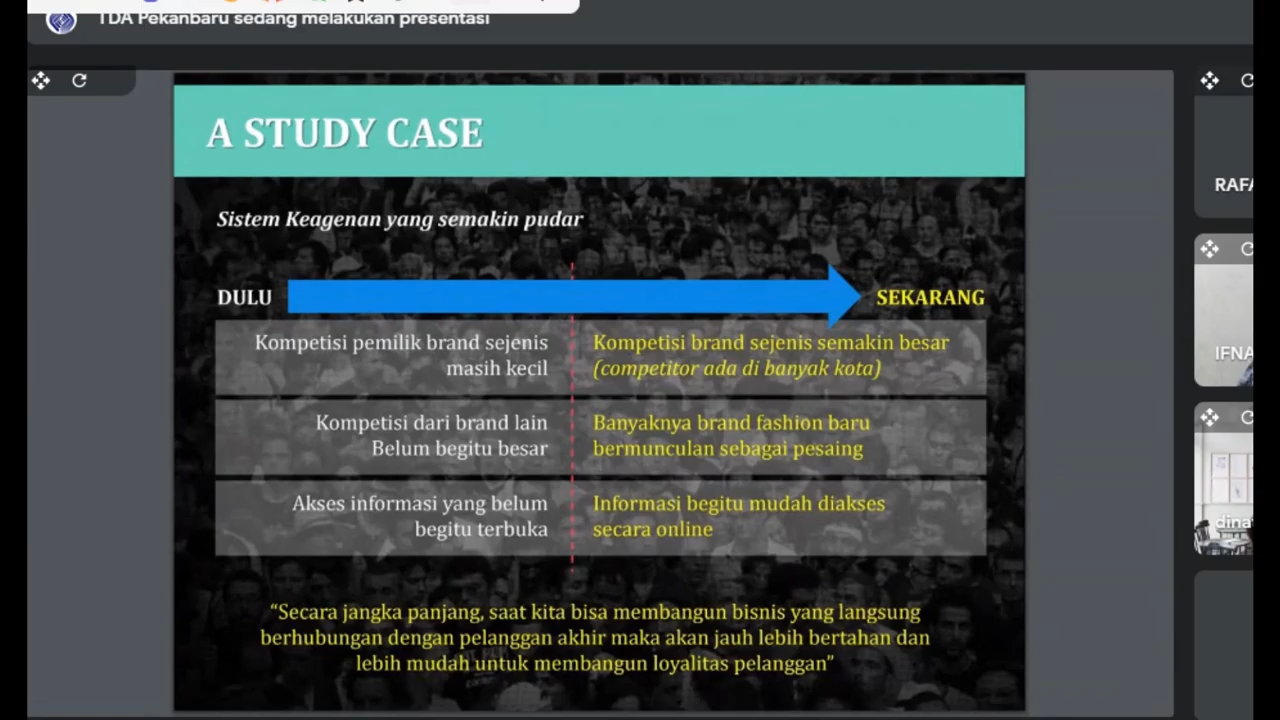 TDA Pekanbaru sedang melakukan presentasi
A STUDY CASE
Sistem Keagenan yang semakin pudar
DULU
SEKARANG
Kompetisi pemilik brand sejenis
masih kecil
Kompetisi brand sejenis semakin besar
(competitor ada di banyak kota)
Kompetisi dari brand lain
Belum begitu besar
Banyaknya brand fashion baru
bermunculan sebagai pesaing
Akses informasi yang belum
begitu terbuka
Informasi begitu mudah diakses
secara online
“Secara jangka panjang, saat kita bisa membangun bisnis yang langsung
berhubungan dengan pelanggan akhir maka akan jauh lebih bertahan dan
lebih mudah untuk membangun loyalitas pelanggan”
RAFA
IFNA
dina